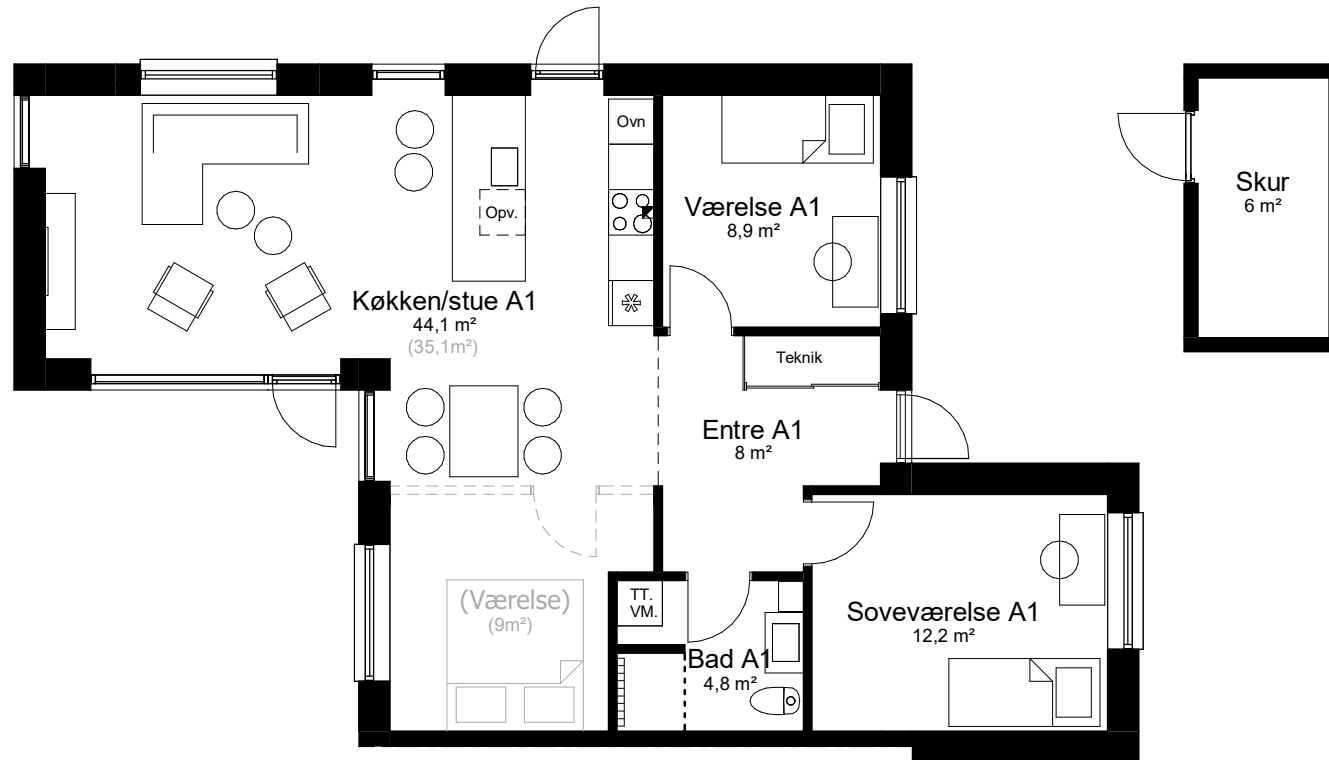 Ovn
Opv.
Værelse A1
8,9 m²
Skur
6 m²
Køkken/stue A1
44,1 m²
(35,1m²)
Teknik
Entre A1
8 m²
(Værelse)
(9m²)
TT.
VM.
Bad A1
4,8 m²
Soveværelse A1
12,2 m²